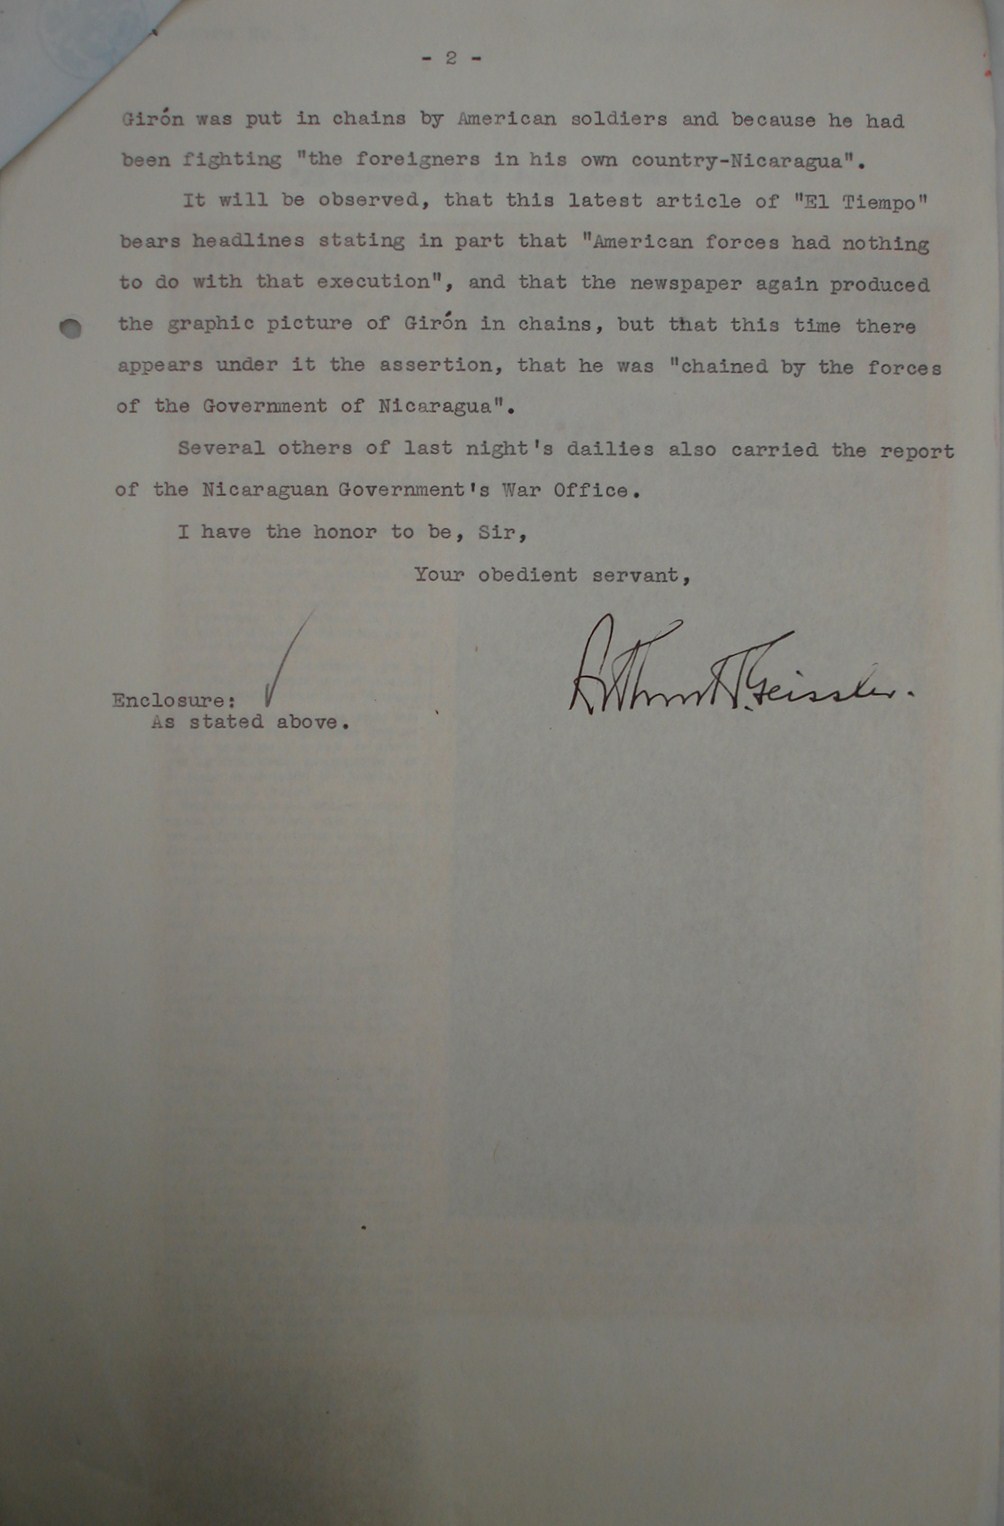 - 2 -
Girón was put in chains by American soldiers and because he had
been fighting "the foreigners in his own country-Nicaragua".
It will be observed, that this latest article of "El Tiempo"
bears headlines stating in part that "American forces had nothing
to do with that execution", and that the newspaper again produced
the graphic picture of Girón in chains, but that this time there
appears under it the assertion, that he was "chained by the forces
of the Government of Nicaragua".
Several others of last night's dailies also carried the report
of the Nicaraguan Government's War Office.
I have the honor to be, Sir,
Your obedient servant,
Arthur H. Geissler.
Enclosure:
As stated above.